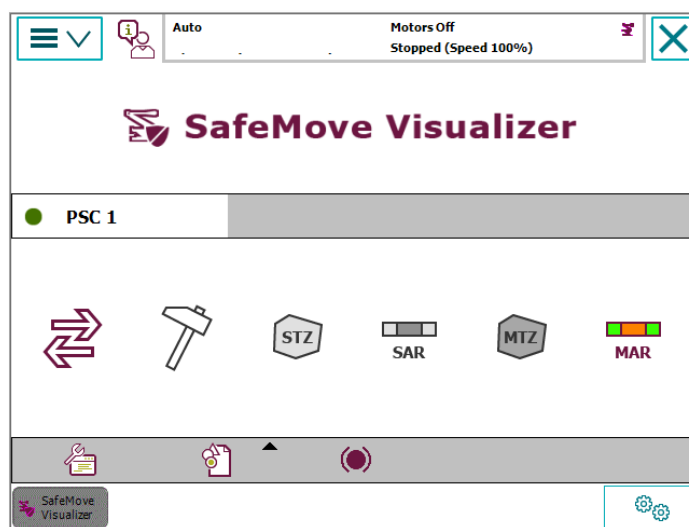 Auto
Motors Off
Stopped (Speed 100%)
SafeMove Visualizer
PSC 1
STZ
SAR
MTZ
MAR
SafeMove
Visualizer